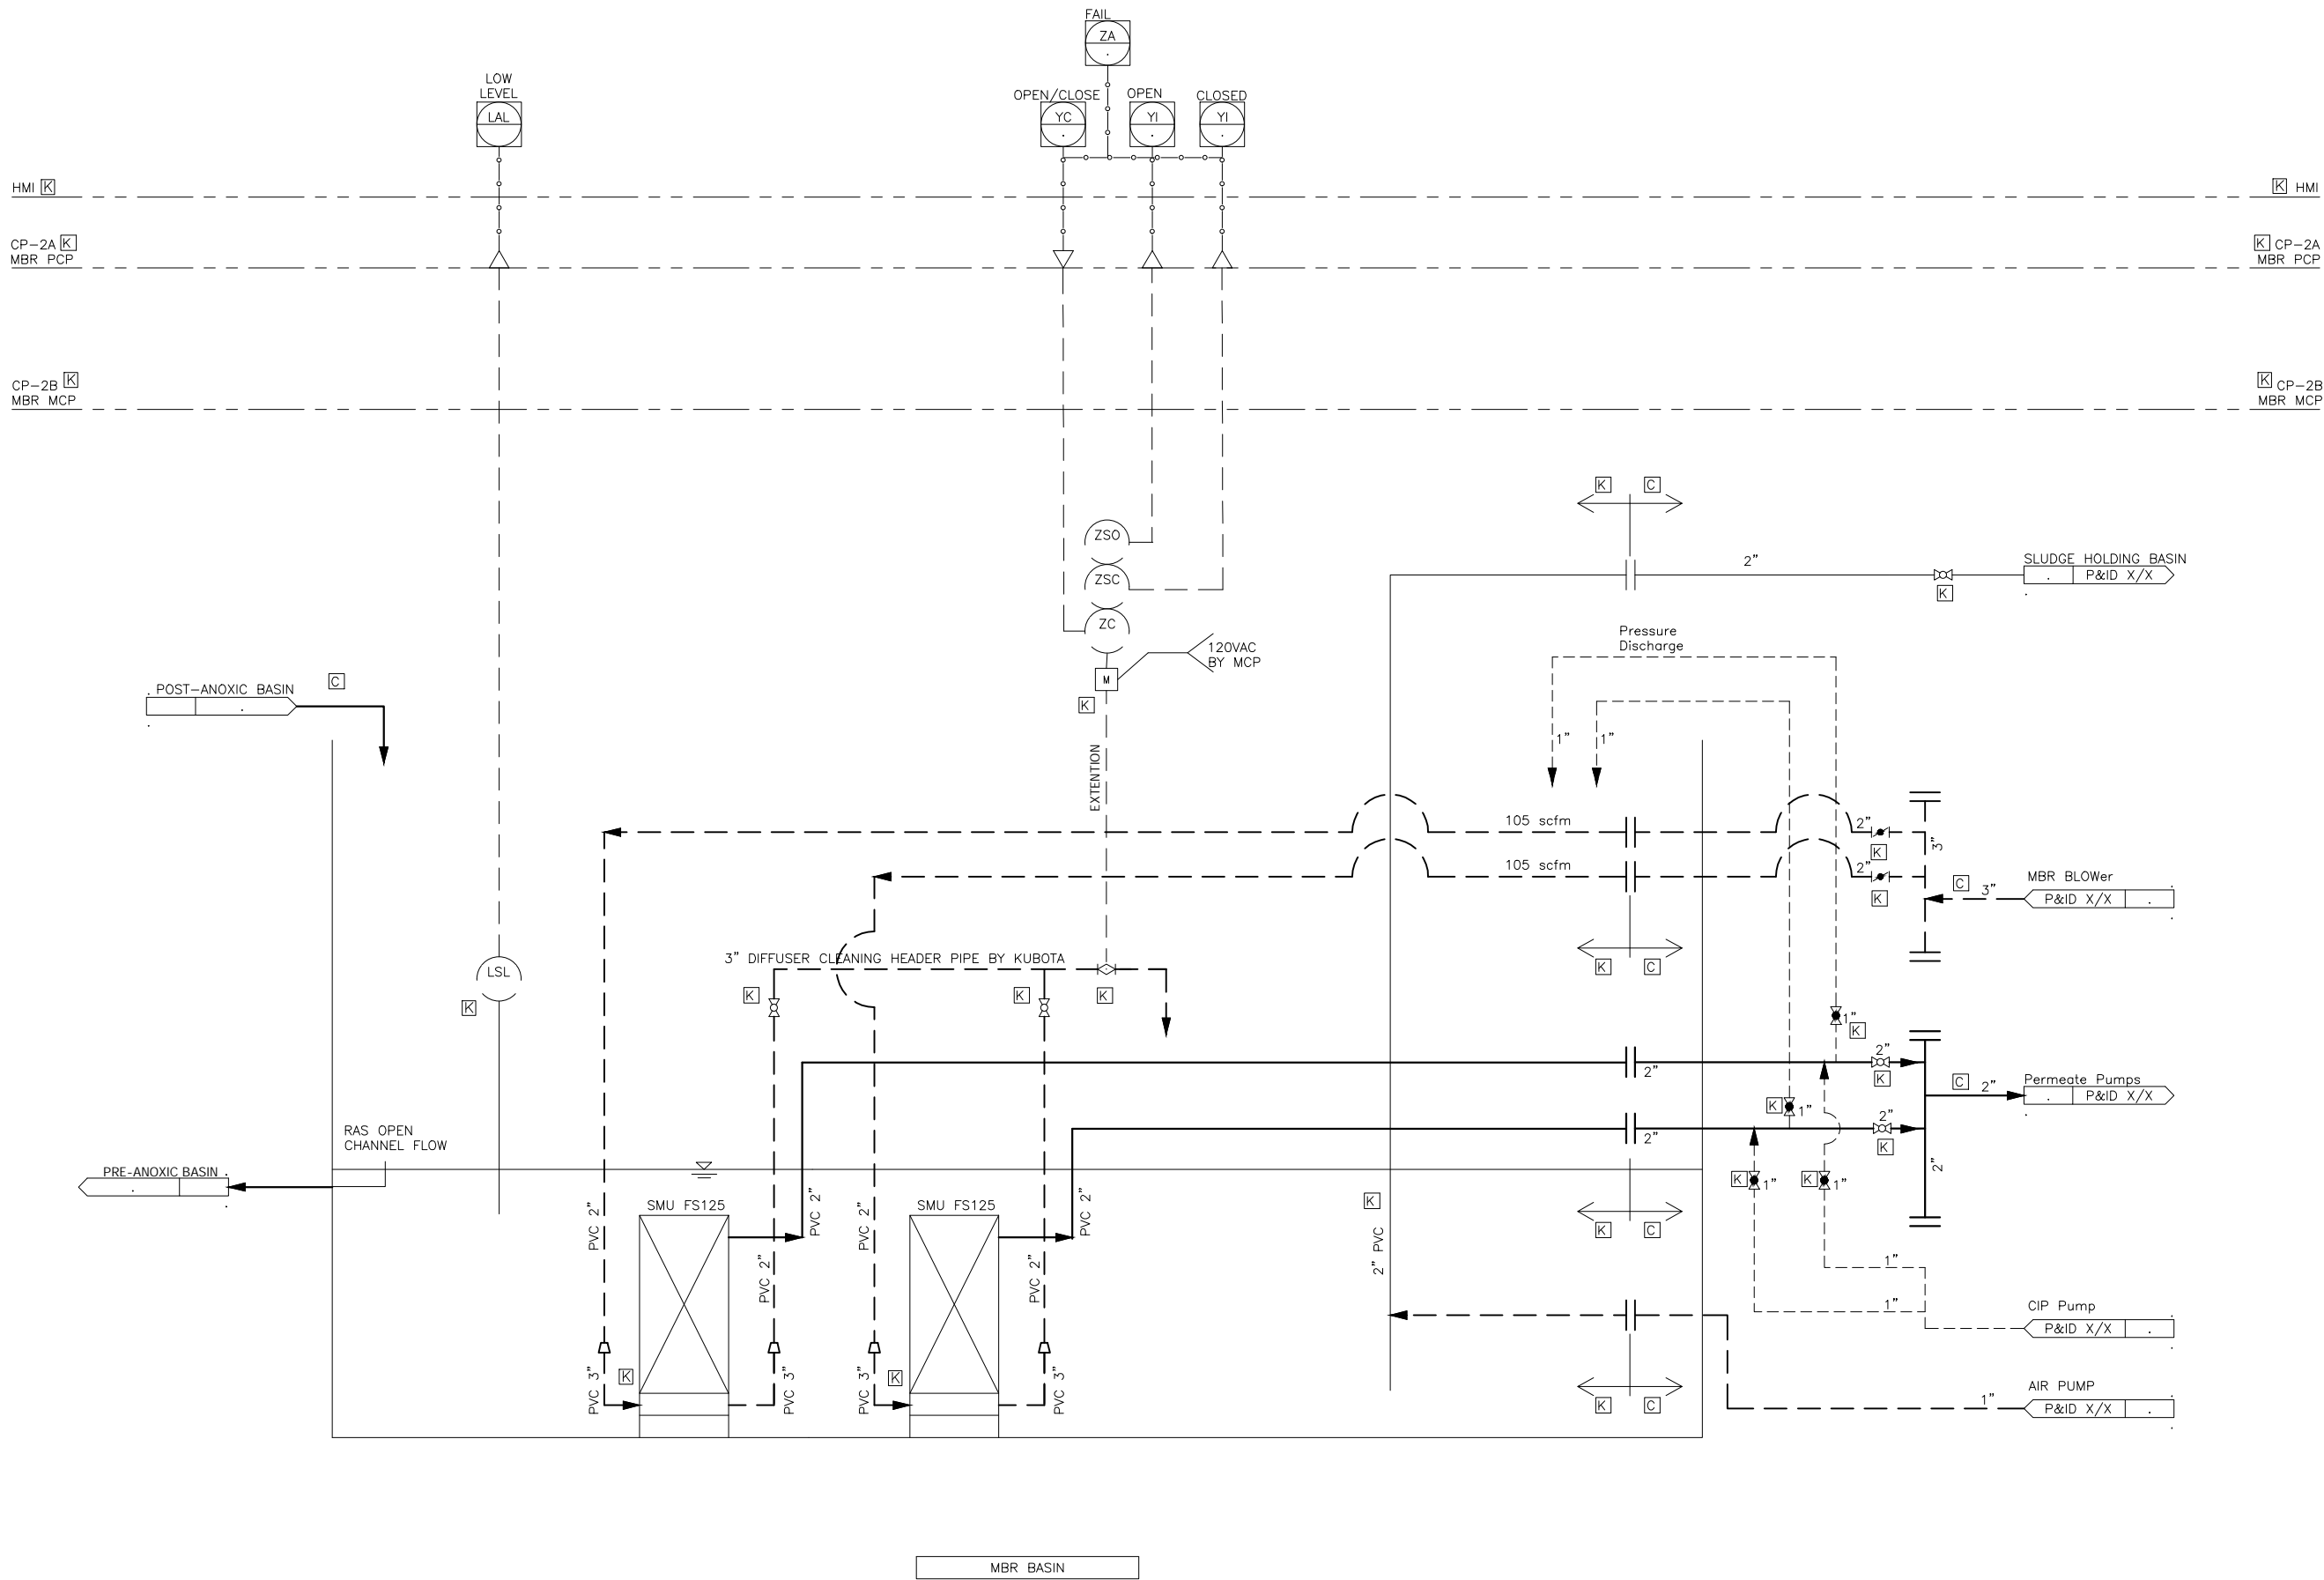 FAIL
ZA
LOW
LEVEL
LAL
OPEN/CLOSE
OPEN
CLOSED
YC
YI
YI
HMI K
K HMI
CP-2A K
MBR PCP
K CP-2A
MBR PCP
CP-2B K
MBR MCP
K CP-2B
MBR MCP
K
C
ZSO
ZSC
ZC
M
K
120VAC
BY MCP
2"
SLUDGE HOLDING BASIN
P&ID X/X
K
Pressure
Discharge
C
POST-ANOXIC BASIN
EXTENTION
1"
1"
105 scfm
2"
K
3"
105 scfm
2"
K
MBR BLOWer
C
3"
P&ID X/X
3" DIFFUSER CLEANING HEADER PIPE BY KUBOTA
K
C
LSL
K
K
K
K
1"
K
2"
K
2"
Permeate Pumps
C
2"
P&ID X/X
K
1"
2"
K
2"
2"
RAS OPEN
CHANNEL FLOW
PRE-ANOXIC BASIN
K
1"
K
1"
SMU FS125
SMU FS125
PVC 2"
PVC 2"
PVC 2"
PVC 2"
PVC 2"
PVC 2"
K
2" PVC
K
C
1"
1"
CIP Pump
P&ID X/X
PVC 3"
K
PVC 3"
PVC 3"
K
PVC 3"
K
C
AIR PUMP
1"
P&ID X/X
MBR BASIN